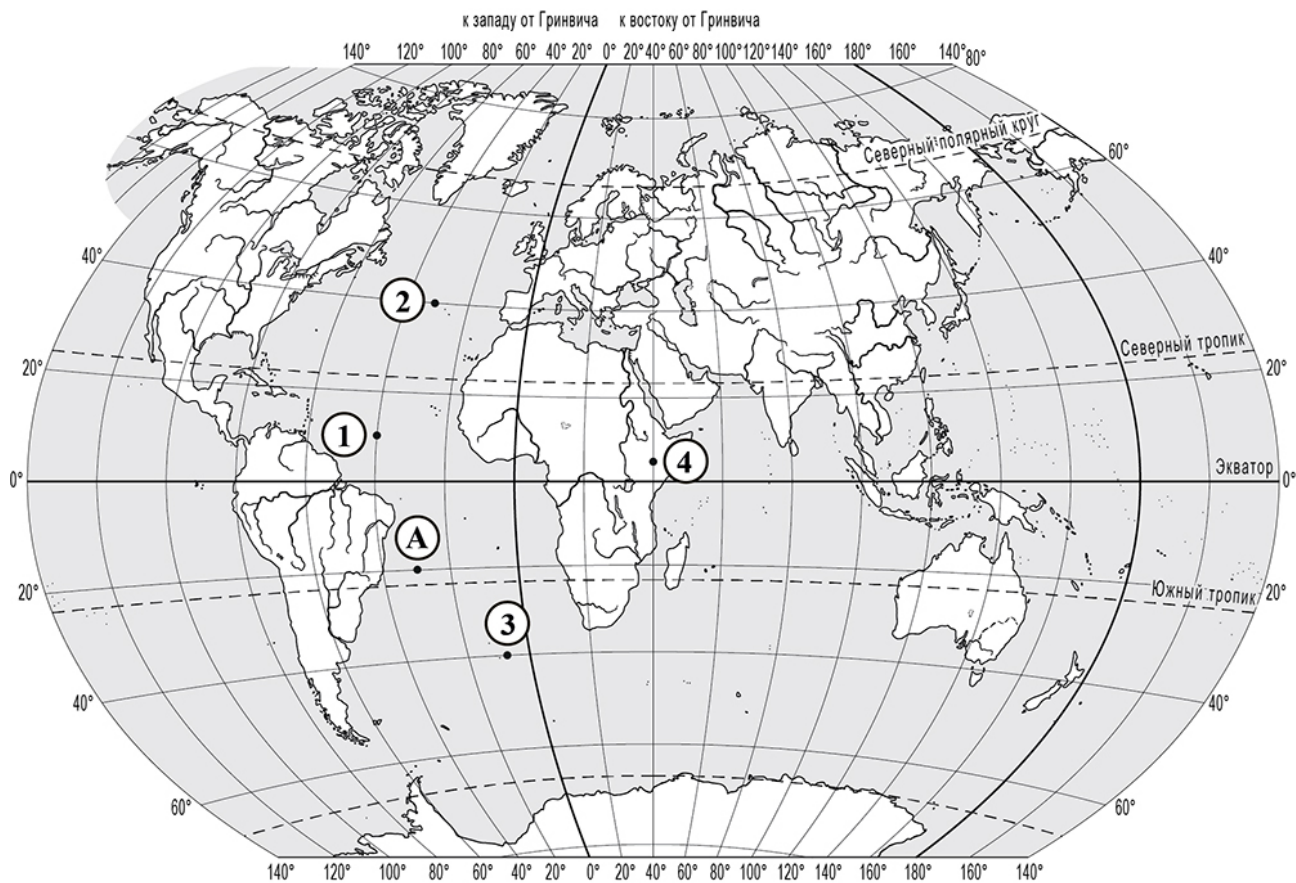 к западу от Гринвича к востоку от Гринвича
140° 120° 100° 80° 60° 40° 20° 0° 20° 40° 60° 80° 100° 120° 140° 160° 180° 160° 140° 80°
Северный полярный круг
60°
40° 40°
2
Северный тропик
20° 20°
1
4
Экватор
0° 0°
А
Южный тропик
20° 20°
3
40° 40°
60° 60°
140° 120° 100° 80° 60° 40° 20° 0° 20° 40° 60° 80° 100° 120° 140° 160° 180° 160° 140°